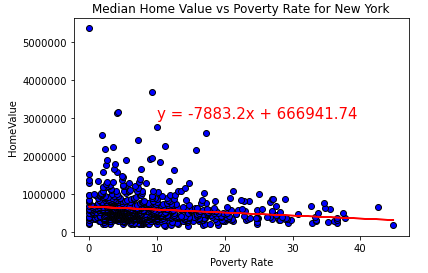 Median Home Value vs Poverty Rate for New York
5000000
4000000
3000000
2000000
1000000
0
HomeValue
y = -7883.2x + 666941.74
0 10 20 30 40
Poverty Rate